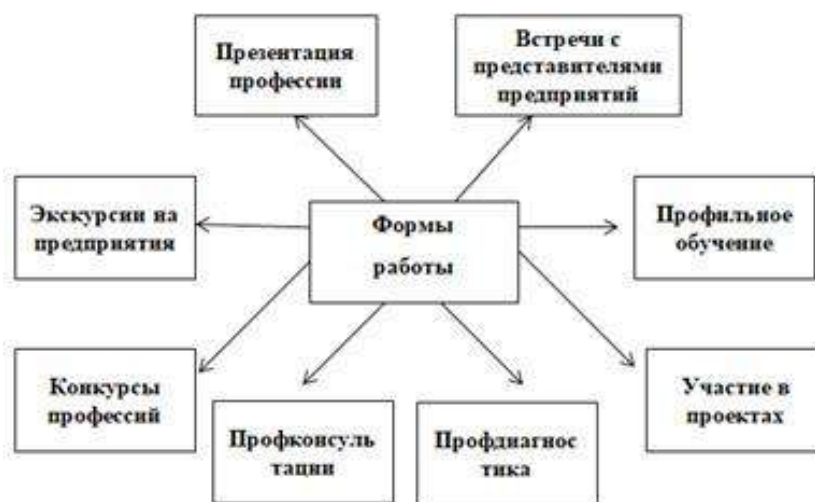 Презентация
профессии
Встречи с
представителями
предприятий
Экскурсии на
предприятия
Формы
работы
Профильное
обучение
Конкурсы
профессий
Профконсуль
тации
Профдиагнос
тика
Участие в
проектах